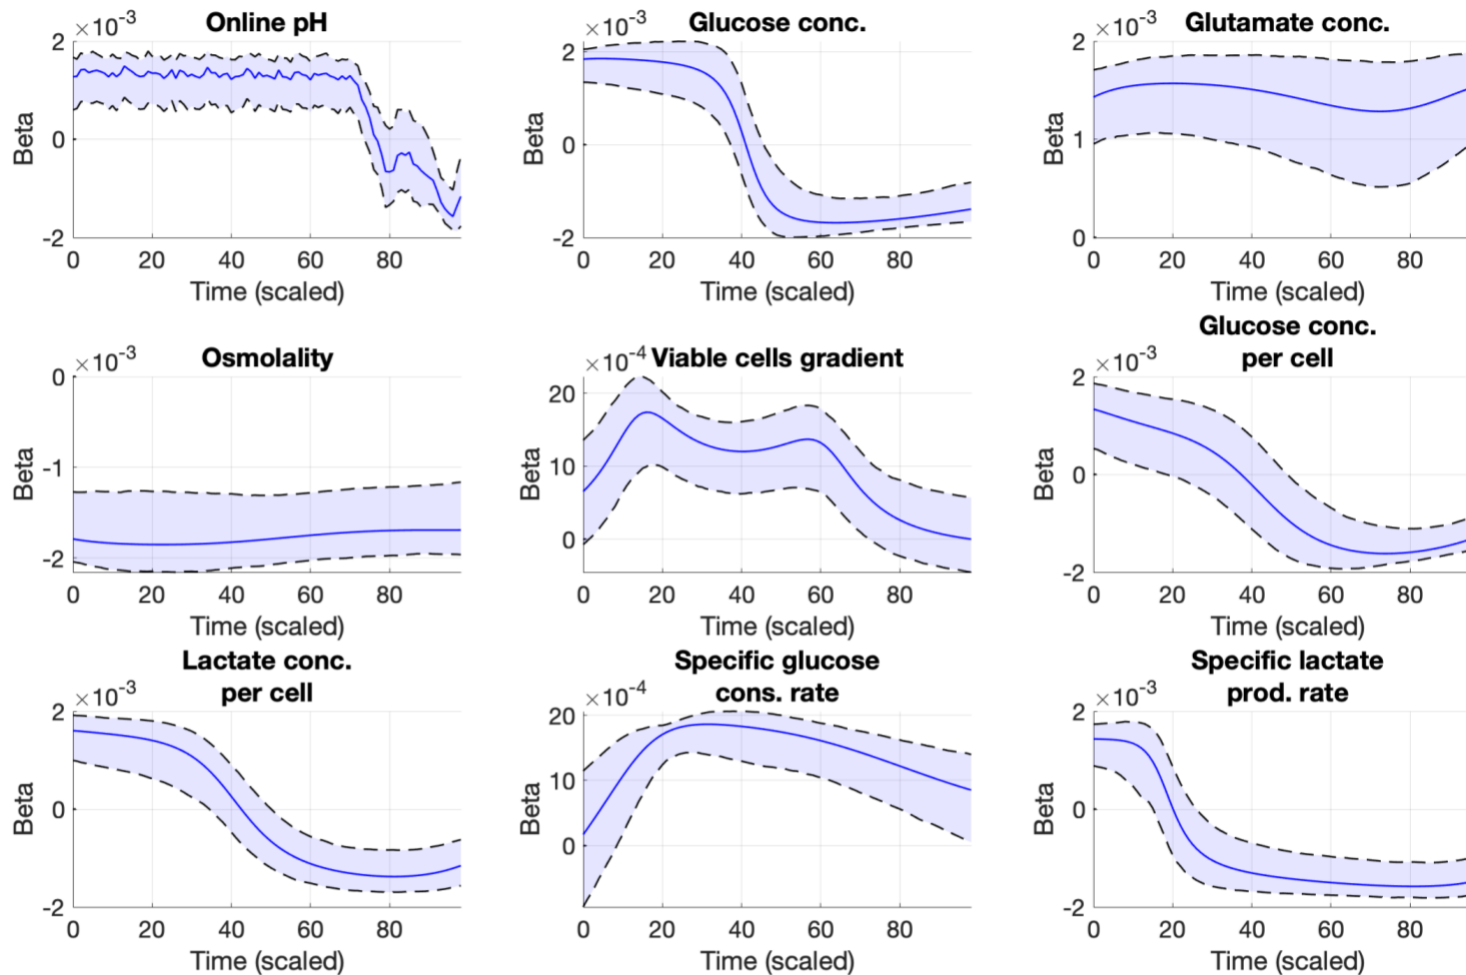 Online pH
×10⁻³
2
0
-2
Beta
0 20 40 60 80
Time (scaled)
Glucose conc.
×10⁻³
2
0
-2
Beta
0 20 40 60 80
Time (scaled)
Glutamate conc.
×10⁻³
2
1
0
Beta
0 20 40 60 80
Time (scaled)
Osmolality
×10⁻³
0
-1
-2
Beta
0 20 40 60 80
Time (scaled)
Viable cells gradient
×10⁻⁴
20
10
0
Beta
0 20 40 60 80
Time (scaled)
Glucose conc.
per cell
×10⁻³
2
0
-2
Beta
0 20 40 60 80
Time (scaled)
Lactate conc.
per cell
×10⁻³
2
0
-2
Beta
0 20 40 60 80
Time (scaled)
Specific glucose
cons. rate
×10⁻⁴
20
10
0
Beta
0 20 40 60 80
Time (scaled)
Specific lactate
prod. rate
×10⁻³
2
0
-2
Beta
0 20 40 60 80
Time (scaled)